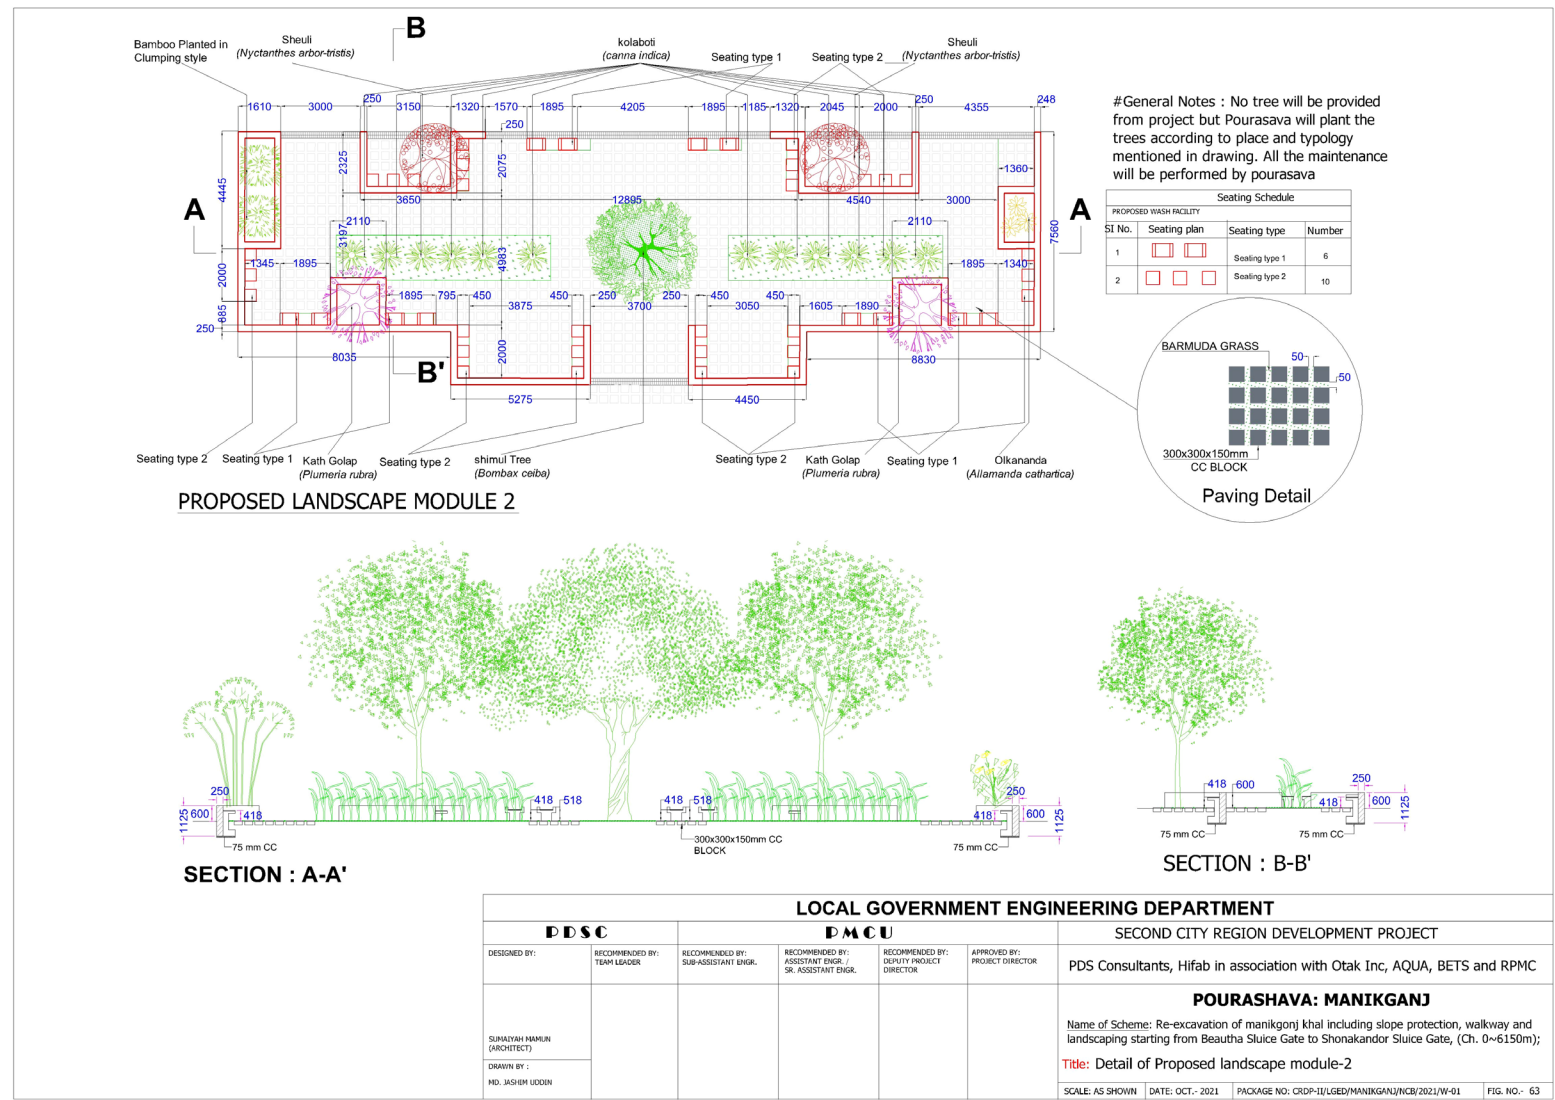 B
Bamboo Planted in
Clumping style
Sheuli
(Nyctanthes arbor-tristis)
kolaboti
(canna indica)
Seating type 1
Seating type 2
Sheuli
(Nyctanthes arbor-tristis)
1610
3000
250
3150
1320
1570
1895
4205
1895
1185
1320
2045
2000
250
4355
248
250
4445
2325
2075
1360
A
3650
12895
4540
3000
A
2110
3197
4983
2110
7560
1345
1895
1895
1340
2000
1895
795
450
450
250
250
450
450
1605
1890
3875
3700
3050
685
250
8035
2000
8830
B'
5275
4450
Seating type 2
Seating type 1
Kath Golap
(Plumeria rubra)
Seating type 2
shimul Tree
(Bombax ceiba)
Seating type 2
Kath Golap
(Plumeria rubra)
Seating type 1
Olkananda
(Allamanda cathartica)
PROPOSED LANDSCAPE MODULE 2
#General Notes : No tree will be provided
from project but Pourasava will plant the
trees according to place and typology
mentioned in drawing. All the maintenance
will be performed by pourasava
Seating Schedule
PROPOSED WASH FACILITY
SI No.
Seating plan
Seating type
Number
1
Seating type 1
6
2
Seating type 2
10
BARMUDA GRASS
50
50
300x300x150mm
CC BLOCK
Paving Detail
250
1125
600
418
75 mm CC
418
518
418
518
300x300x150mm CC
BLOCK
250
418
600
1125
75 mm CC
SECTION : A-A'
418
600
250
418
600
1125
75 mm CC
75 mm CC
SECTION : B-B'
LOCAL GOVERNMENT ENGINEERING DEPARTMENT
PDSC
PMCU
SECOND CITY REGION DEVELOPMENT PROJECT
DESIGNED BY:
RECOMMENDED BY:
TEAM LEADER
RECOMMENDED BY:
SUB-ASSISTANT ENGR.
RECOMMENDED BY:
ASSISTANT ENGR. /
SR. ASSISTANT ENGR.
RECOMMENDED BY:
DEPUTY PROJECT
DIRECTOR
APPROVED BY:
PROJECT DIRECTOR
PDS Consultants, Hifab in association with Otak Inc, AQUA, BETS and RPMC
POURASHAVA: MANIKGANJ
Name of Scheme: Re-excavation of manikgonj khal including slope protection, walkway and
landscaping starting from Beautha Sluice Gate to Shonakandor Sluice Gate, (Ch. 0~6150m);
SUMAIYAH MAMUN
(ARCHITECT)
DRAWN BY :
MD. JASHIM UDDIN
Title: Detail of Proposed landscape module-2
SCALE: AS SHOWN
DATE: OCT.- 2021
PACKAGE NO: CRDP-II/LGED/MANIKGANJ/NCB/2021/W-01
FIG. NO.- 63